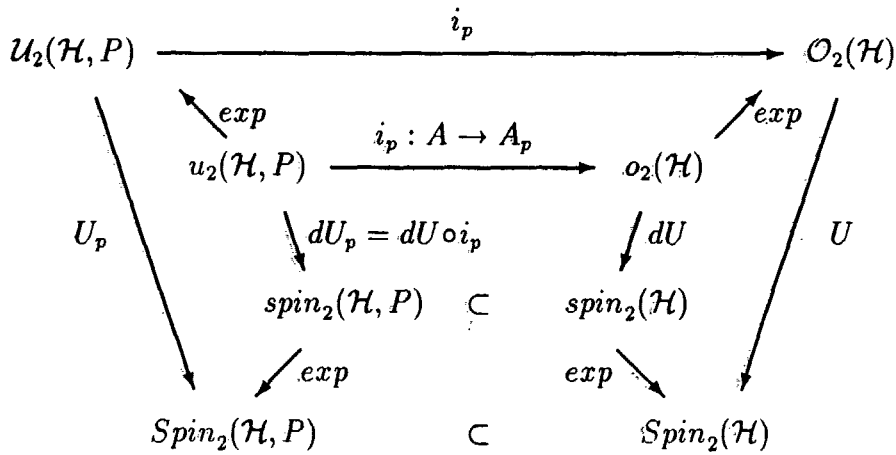 i_p
𝒰₂(ℋ, P) 𝒪₂(ℋ)
exp exp
i_p : A → A_p
u₂(ℋ, P) o₂(ℋ)
U_p dU_p = dU∘i_p dU U
spin₂(ℋ, P) ⊂ spin₂(ℋ)
exp exp
Spin₂(ℋ, P) ⊂ Spin₂(ℋ)